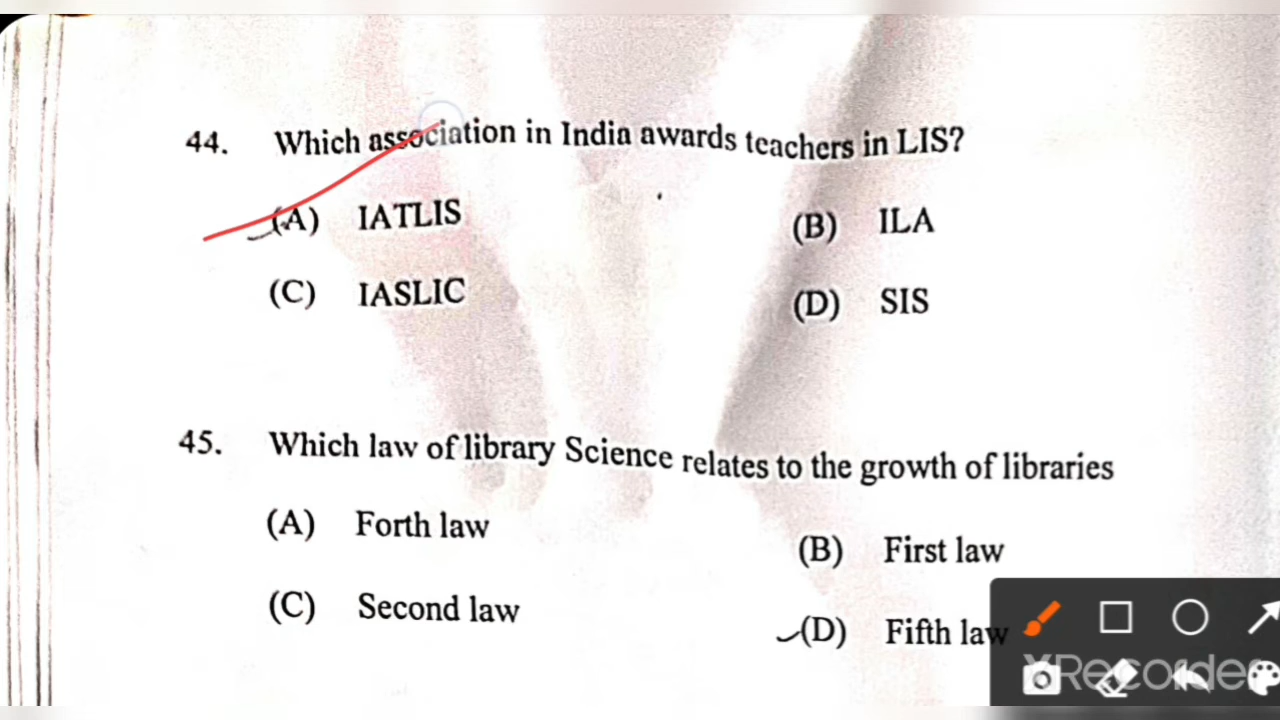 44. Which association in India awards teachers in LIS?
(A) IATLIS (B) ILA
(C) IASLIC (D) SIS
45. Which law of library Science relates to the growth of libraries
(A) Forth law (B) First law
(C) Second law (D) Fifth law
XRecorder